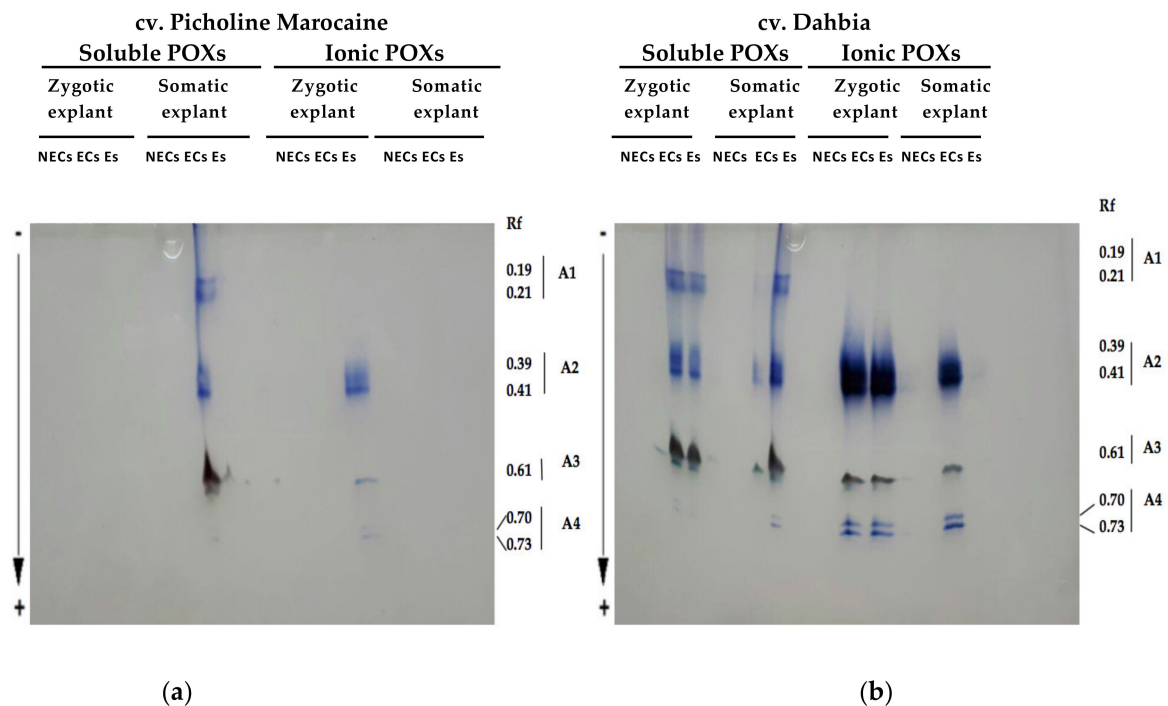 cv. Picholine Marocaine
Soluble POXs Ionic POXs
Zygotic explant Somatic explant Zygotic explant Somatic explant
NECs ECs Es NECs ECs Es NECs ECs Es NECs ECs Es
-
Rf
0.19
A1
0.21
0.39
A2
0.41
0.61
A3
0.70
A4
0.73
+
(a)
cv. Dahbia
Soluble POXs Ionic POXs
Zygotic explant Somatic explant Zygotic explant Somatic explant
NECs ECs Es NECs ECs Es NECs ECs Es NECs ECs Es
-
Rf
0.19
A1
0.21
0.39
A2
0.41
0.61
A3
0.70
A4
0.73
+
(b)